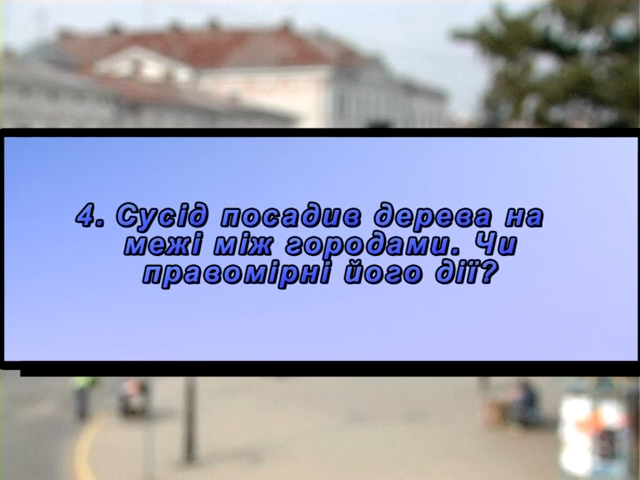 4. Сусід посадив дерева на
межі між городами. Чи
правомірні його дії?